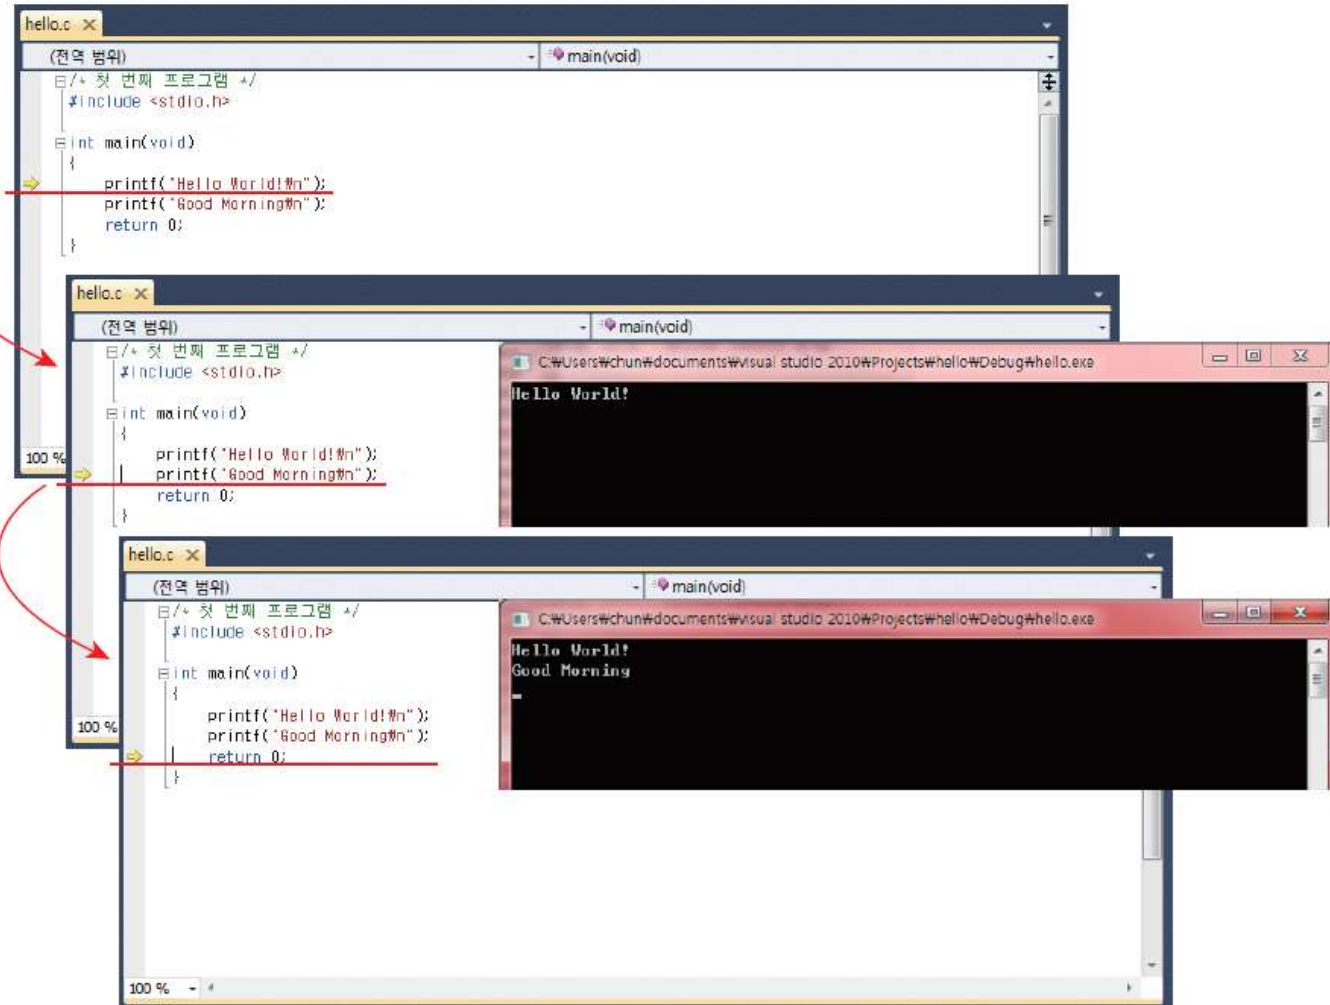 hello.c
(전역 범위) main(void)
/* 첫 번째 프로그램 */
#include <stdio.h>
int main(void)
{
printf("Hello World!₩n");
printf("Good Morning₩n");
return 0;
}
100 %
hello.c
(전역 범위) main(void)
/* 첫 번째 프로그램 */
#include <stdio.h>
int main(void)
{
printf("Hello World!₩n");
printf("Good Morning₩n");
return 0;
}
100 %
C:₩Users₩chun₩documents₩visual studio 2010₩Projects₩hello₩Debug₩hello.exe
Hello World!
hello.c
(전역 범위) main(void)
/* 첫 번째 프로그램 */
#include <stdio.h>
int main(void)
{
printf("Hello World!₩n");
printf("Good Morning₩n");
return 0;
}
100 %
C:₩Users₩chun₩documents₩visual studio 2010₩Projects₩hello₩Debug₩hello.exe
Hello World!
Good Morning